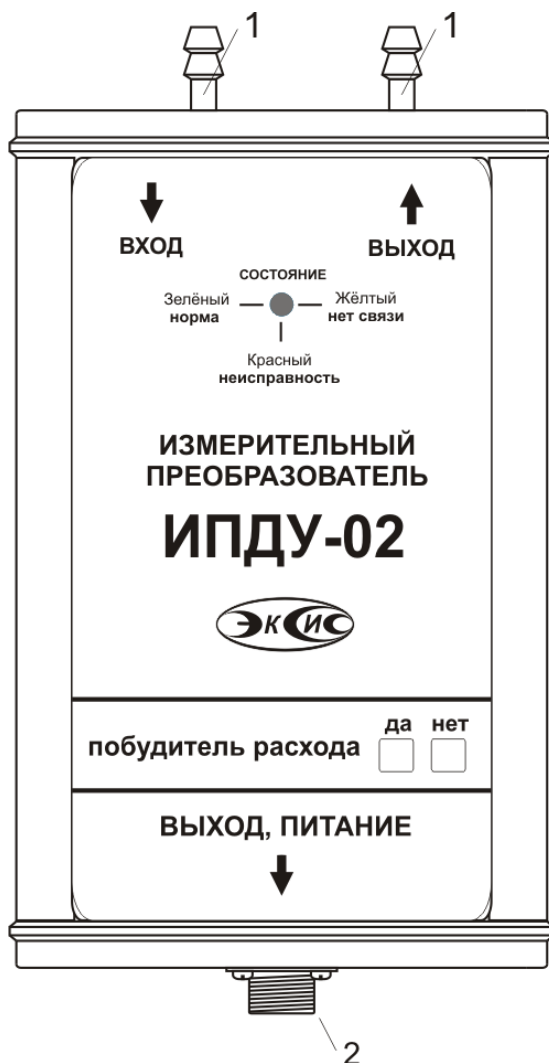 1 1
ВХОД
ВЫХОД
СОСТОЯНИЕ
Зелёный
норма
Жёлтый
нет связи
Красный
неисправность
ИЗМЕРИТЕЛЬНЫЙ
ПРЕОБРАЗОВАТЕЛЬ
ИПДУ-02
ЭКСИС
побудитель расхода да нет
ВЫХОД, ПИТАНИЕ
2